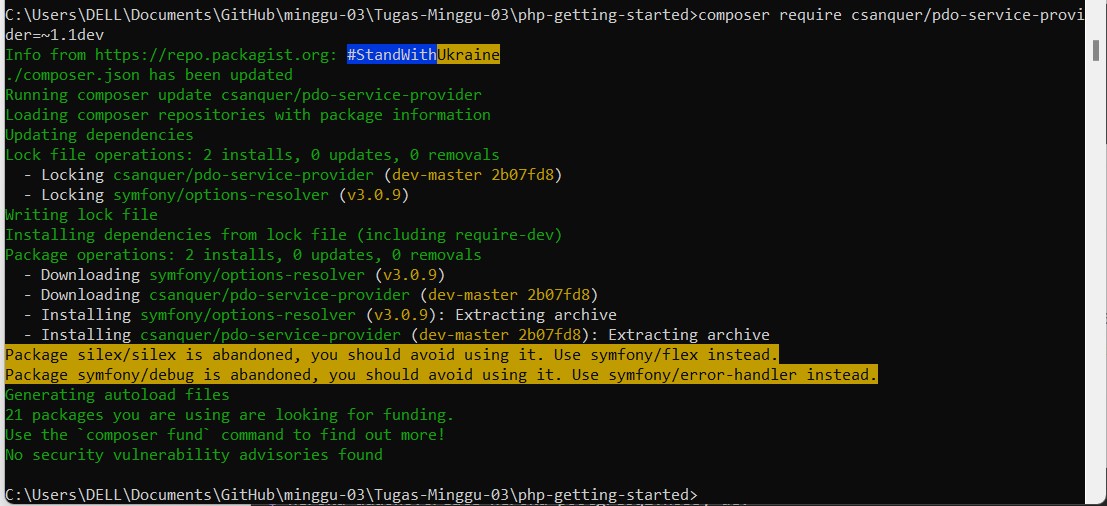 C:\Users\DELL\Documents\GitHub\minggu-03\Tugas-Minggu-03\php-getting-started>composer require csanquer/pdo-service-provi
der=~1.1dev
Info from https://repo.packagist.org: #StandWithUkraine
./composer.json has been updated
Running composer update csanquer/pdo-service-provider
Loading composer repositories with package information
Updating dependencies
Lock file operations: 2 installs, 0 updates, 0 removals
  - Locking csanquer/pdo-service-provider (dev-master 2b07fd8)
  - Locking symfony/options-resolver (v3.0.9)
Writing lock file
Installing dependencies from lock file (including require-dev)
Package operations: 2 installs, 0 updates, 0 removals
  - Downloading symfony/options-resolver (v3.0.9)
  - Downloading csanquer/pdo-service-provider (dev-master 2b07fd8)
  - Installing symfony/options-resolver (v3.0.9): Extracting archive
  - Installing csanquer/pdo-service-provider (dev-master 2b07fd8): Extracting archive
Package silex/silex is abandoned, you should avoid using it. Use symfony/flex instead.
Package symfony/debug is abandoned, you should avoid using it. Use symfony/error-handler instead.
Generating autoload files
21 packages you are using are looking for funding.
Use the `composer fund` command to find out more!
No security vulnerability advisories found
C:\Users\DELL\Documents\GitHub\minggu-03\Tugas-Minggu-03\php-getting-started>